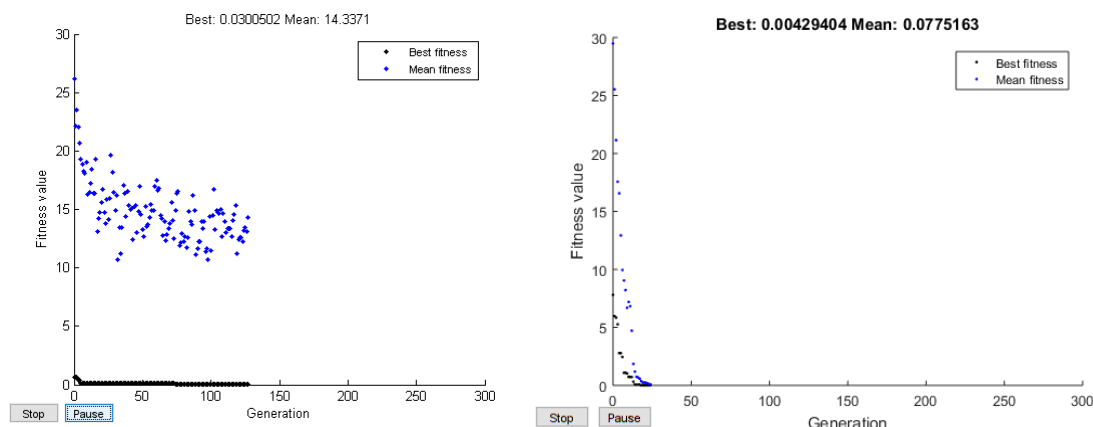 Best: 0.0300502 Mean: 14.3371
30
25
20
15
10
5
0
Fitness value
Best fitness
Mean fitness
0 50 100 150 200 250 300
Generation
Stop Pause
Best: 0.00429404 Mean: 0.0775163
30
25
20
15
10
5
0
Fitness value
Best fitness
Mean fitness
0 50 100 150 200 250 300
Generation
Stop Pause